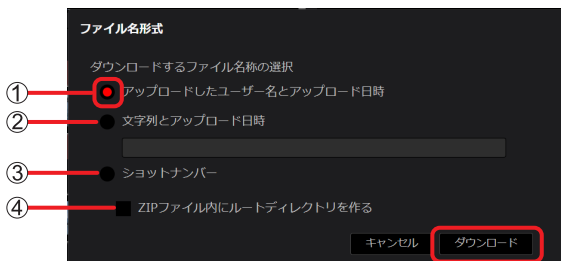 ファイル名形式
ダウンロードするファイル名称の選択
① アップロードしたユーザー名とアップロード日時
② 文字列とアップロード日時
③ ショットナンバー
④ ZIPファイル内にルートディレクトリを作る
キャンセル ダウンロード